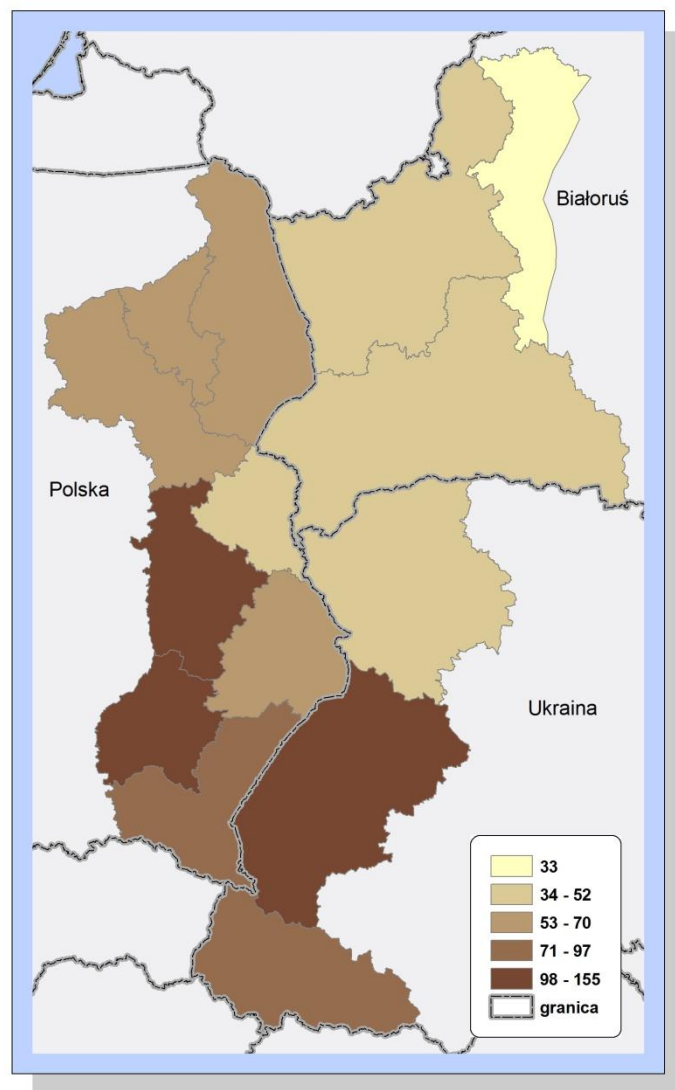 Białoruś
Polska
Ukraina
33
34 - 52
53 - 70
71 - 97
98 - 155
granica